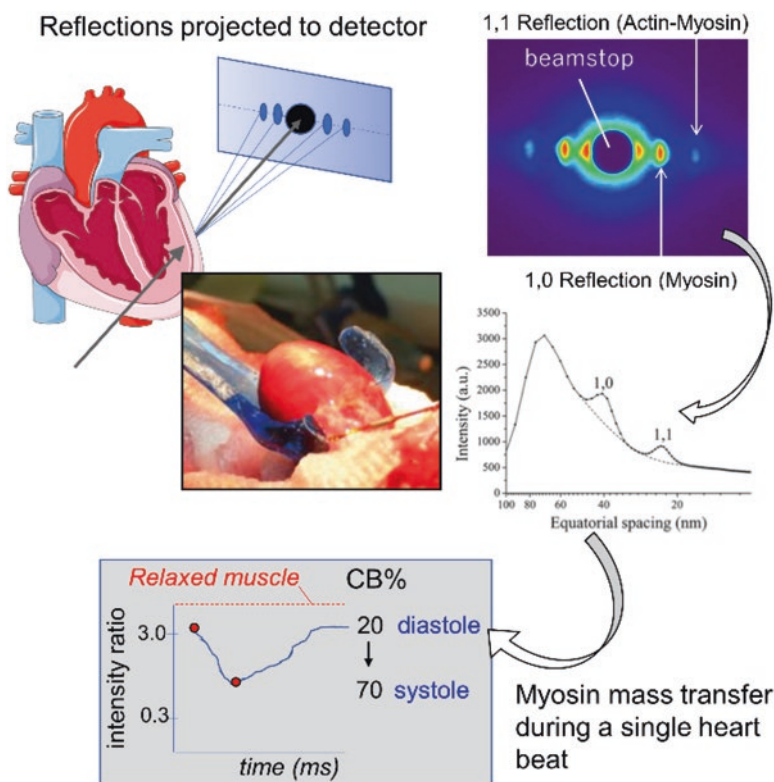 Reflections projected to detector
1,1 Reflection (Actin-Myosin)
beamstop
1,0 Reflection (Myosin)
3500
3000
2500
2000
1500
1000
500
0
Intensity (a.u.)
1,0
1,1
100 80 60 40 20
Equatorial spacing (nm)
Relaxed muscle
CB%
intensity ratio
3.0
0.3
20 diastole
70 systole
time (ms)
Myosin mass transfer
during a single heart
beat